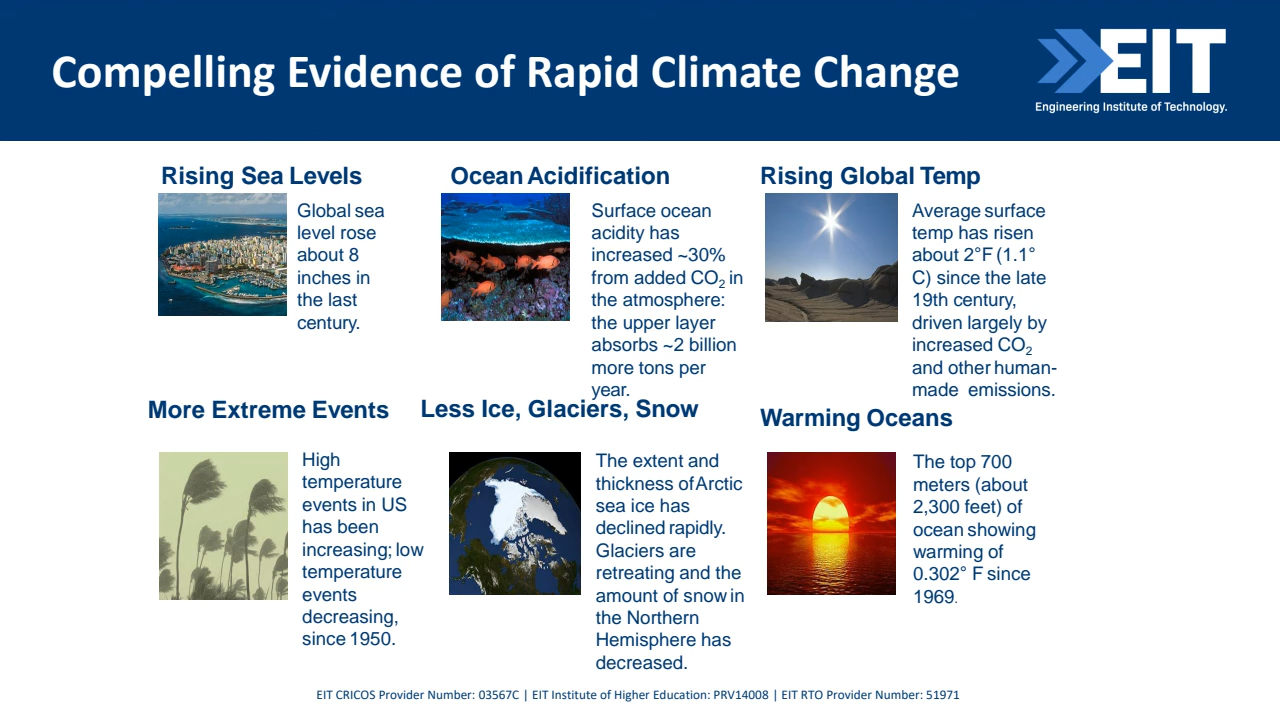 Compelling Evidence of Rapid Climate Change
EIT
Engineering Institute of Technology.
Rising Sea Levels
Global sea
level rose
about 8
inches in
the last
century.
Ocean Acidification
Surface ocean
acidity has
increased ~30%
from added CO2 in
the atmosphere:
the upper layer
absorbs ~2 billion
more tons per
year.
Rising Global Temp
Average surface
temp has risen
about 2°F (1.1°
C) since the late
19th century,
driven largely by
increased CO2
and other human-
made emissions.
More Extreme Events
High
temperature
events in US
has been
increasing; low
temperature
events
decreasing,
since 1950.
Less Ice, Glaciers, Snow
The extent and
thickness of Arctic
sea ice has
declined rapidly.
Glaciers are
retreating and the
amount of snow in
the Northern
Hemisphere has
decreased.
Warming Oceans
The top 700
meters (about
2,300 feet) of
ocean showing
warming of
0.302° F since
1969.
EIT CRICOS Provider Number: 03567C | EIT Institute of Higher Education: PRV14008 | EIT RTO Provider Number: 51971